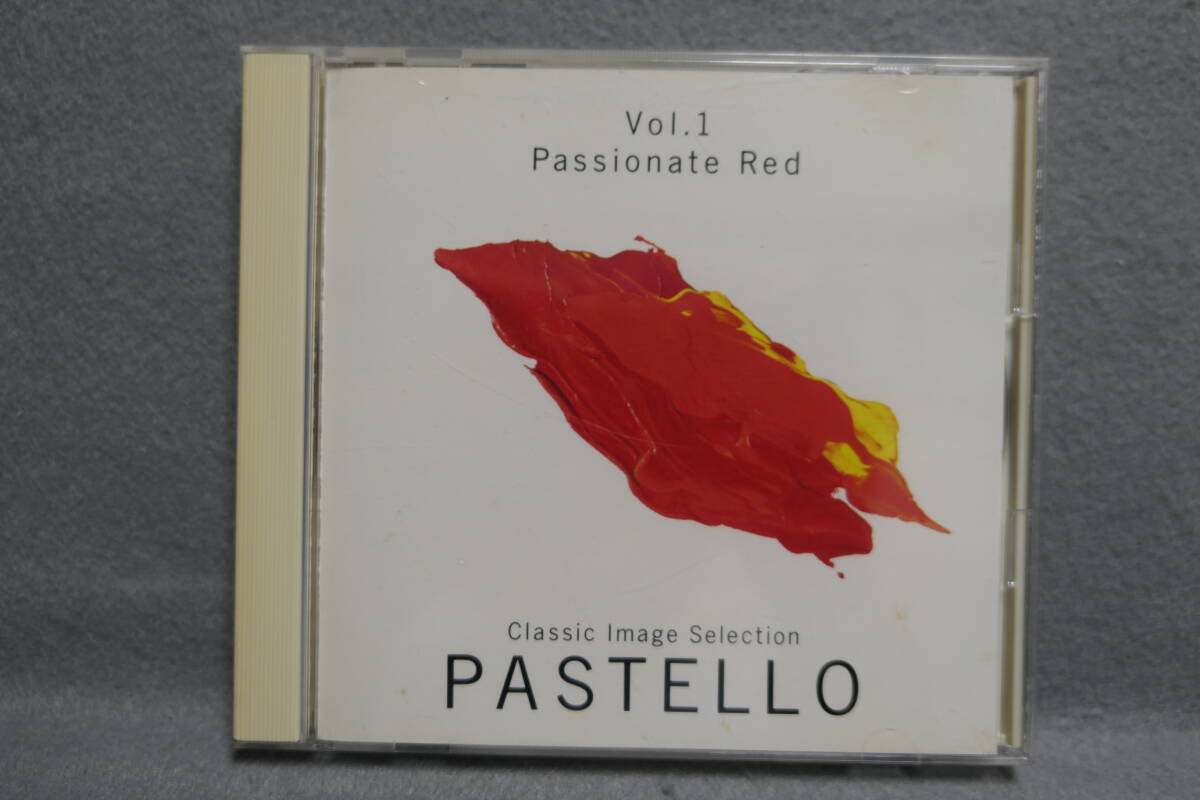 Vol.1
Passionate Red
Classic Image Selection
PASTELLO